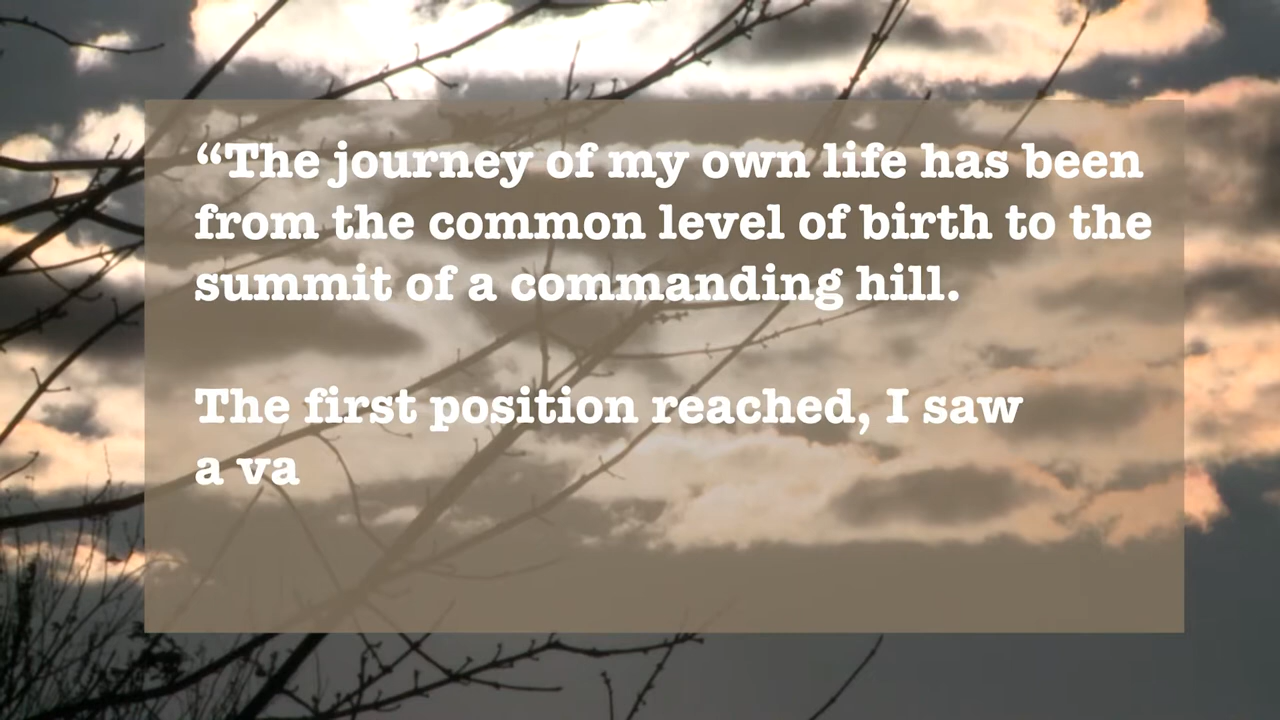 “The journey of my own life has been
from the common level of birth to the
summit of a commanding hill.
The first position reached, I saw
a va